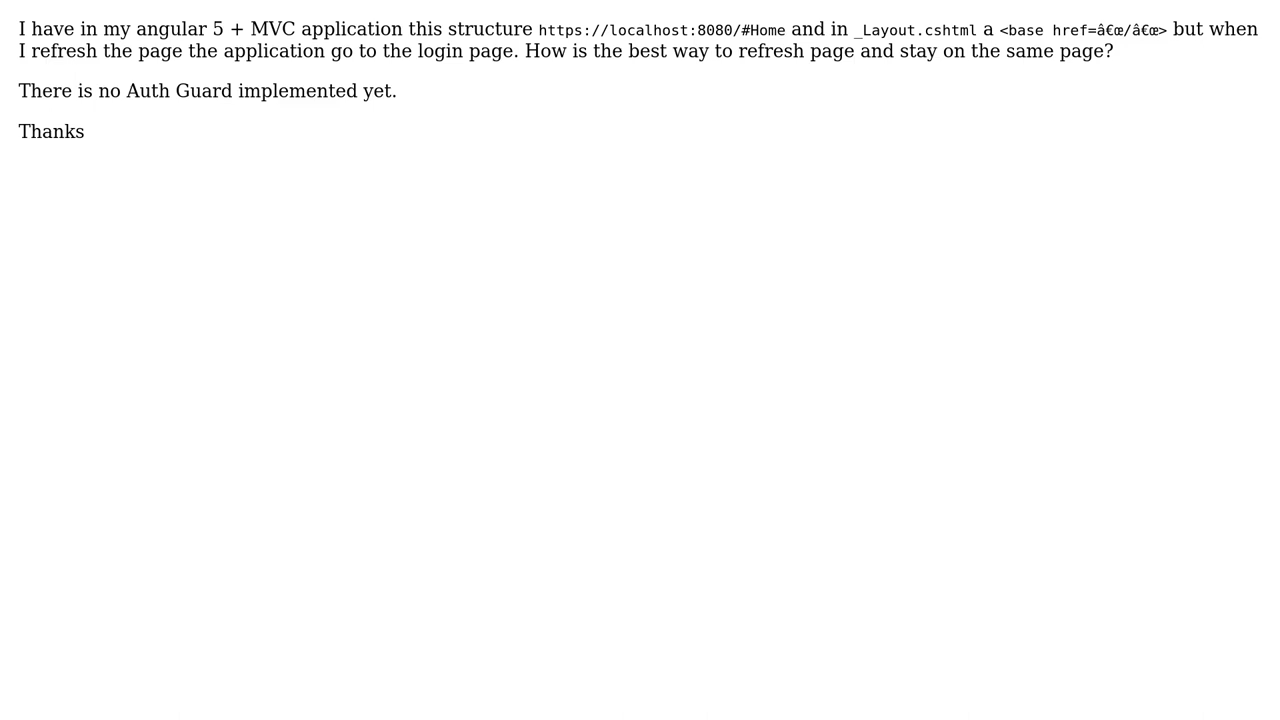 I have in my angular 5 + MVC application this structure https://localhost:8080/#Home and in _Layout.cshtml a <base href=â€œ/â€œ> but when
I refresh the page the application go to the login page. How is the best way to refresh page and stay on the same page?
There is no Auth Guard implemented yet.
Thanks